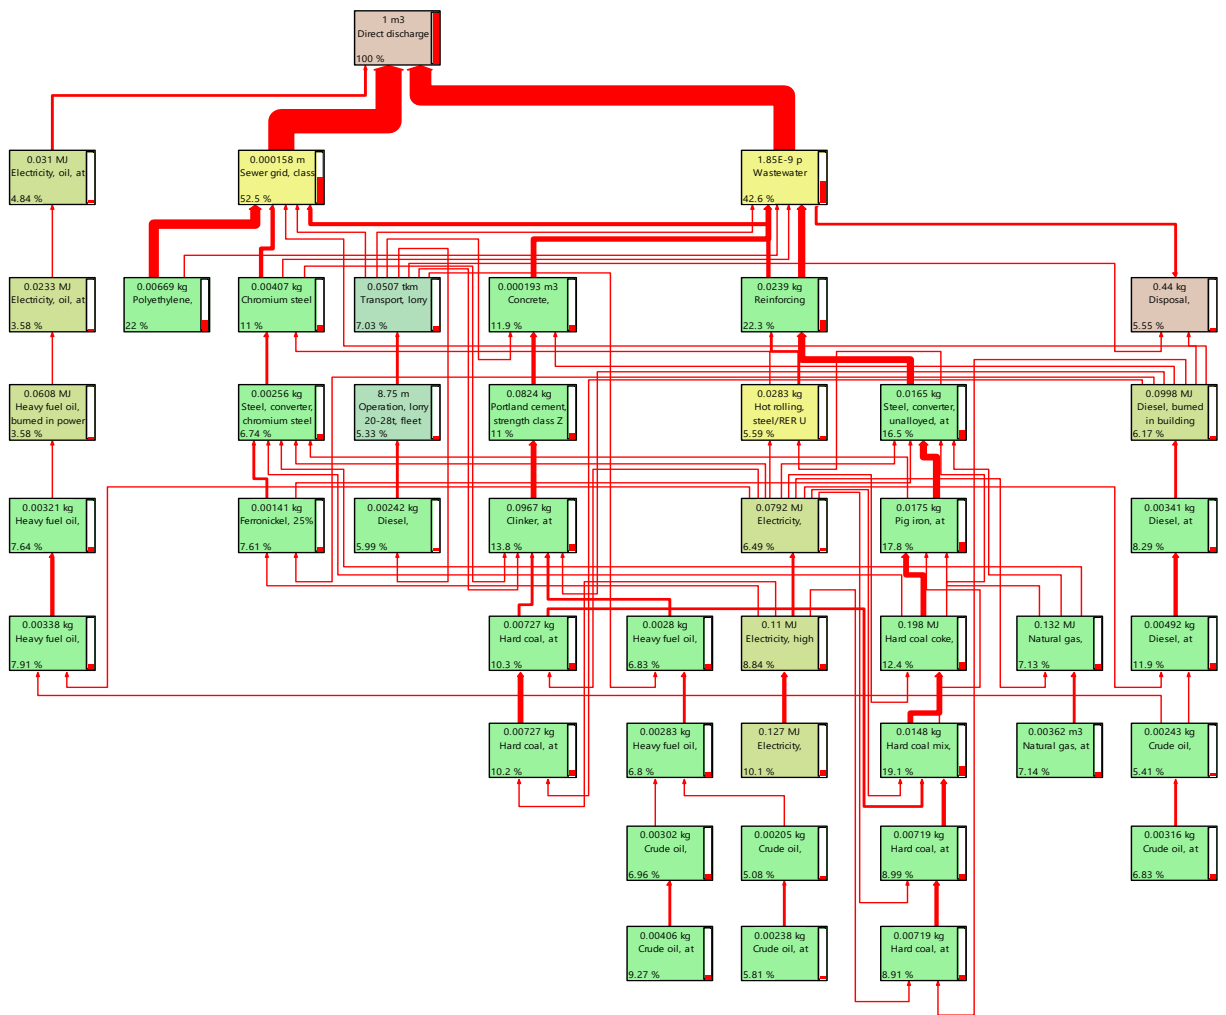 1 m3
Direct discharge
100 %
0.031 MJ
Electricity, oil, at
4.84 %
0.000158 m
Sewer grid, class
52.5 %
1.85E-9 p
Wastewater
42.6 %
0.0233 MJ
Electricity, oil, at
3.58 %
0.00669 kg
Polyethylene,
22 %
0.00407 kg
Chromium steel
11 %
0.0507 tkm
Transport, lorry
7.03 %
0.000193 m3
Concrete,
11.9 %
0.0239 kg
Reinforcing
22.3 %
0.44 kg
Disposal,
5.55 %
0.0608 MJ
Heavy fuel oil,
burned in power
3.58 %
0.00256 kg
Steel, converter,
chromium steel
6.74 %
8.75 m
Operation, lorry
20-28t, fleet
5.33 %
0.0824 kg
Portland cement,
strength class Z
11 %
0.0283 kg
Hot rolling,
steel/RER U
5.59 %
0.0165 kg
Steel, converter,
unalloyed, at
16.5 %
0.0998 MJ
Diesel, burned
in building
6.17 %
0.00321 kg
Heavy fuel oil,
7.64 %
0.00141 kg
Ferronickel, 25%
7.61 %
0.00242 kg
Diesel,
5.99 %
0.0967 kg
Clinker, at
13.8 %
0.0792 MJ
Electricity,
6.49 %
0.0175 kg
Pig iron, at
17.8 %
0.00341 kg
Diesel, at
8.29 %
0.00338 kg
Heavy fuel oil,
7.91 %
0.00727 kg
Hard coal, at
10.3 %
0.0028 kg
Heavy fuel oil,
6.83 %
0.11 MJ
Electricity, high
8.84 %
0.198 MJ
Hard coal coke,
12.4 %
0.132 MJ
Natural gas,
7.13 %
0.00492 kg
Diesel, at
11.9 %
0.00727 kg
Hard coal, at
10.2 %
0.00283 kg
Heavy fuel oil,
6.8 %
0.127 MJ
Electricity,
10.1 %
0.0148 kg
Hard coal mix,
19.1 %
0.00362 m3
Natural gas, at
7.14 %
0.00243 kg
Crude oil,
5.41 %
0.00302 kg
Crude oil,
6.96 %
0.00205 kg
Crude oil,
5.08 %
0.00719 kg
Hard coal, at
8.99 %
0.00316 kg
Crude oil, at
6.83 %
0.00406 kg
Crude oil, at
9.27 %
0.00238 kg
Crude oil, at
5.81 %
0.00719 kg
Hard coal, at
8.91 %